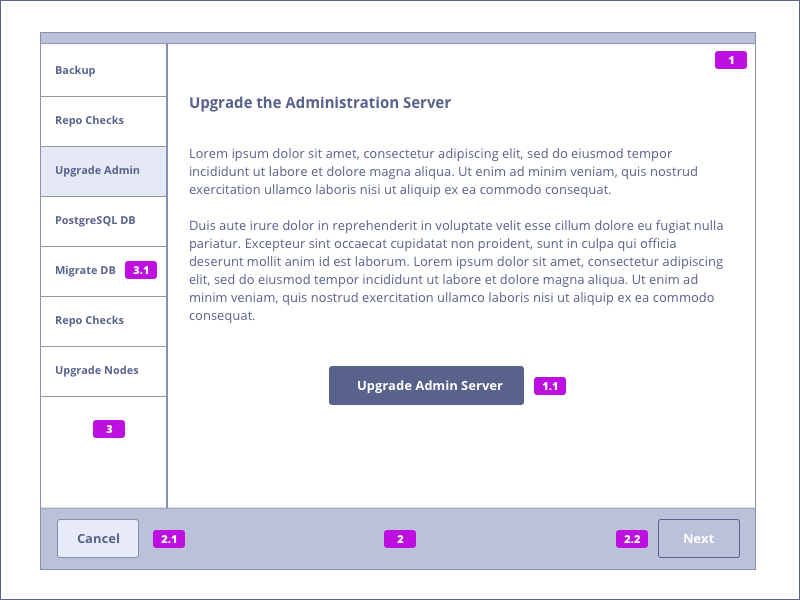 Backup
Repo Checks
Upgrade Admin
PostgreSQL DB
Migrate DB 3.1
Repo Checks
Upgrade Nodes
3
1
Upgrade the Administration Server
Lorem ipsum dolor sit amet, consectetur adipiscing elit, sed do eiusmod tempor
incididunt ut labore et dolore magna aliqua. Ut enim ad minim veniam, quis nostrud
exercitation ullamco laboris nisi ut aliquip ex ea commodo consequat.
Duis aute irure dolor in reprehenderit in voluptate velit esse cillum dolore eu fugiat nulla
pariatur. Excepteur sint occaecat cupidatat non proident, sunt in culpa qui officia
deserunt mollit anim id est laborum. Lorem ipsum dolor sit amet, consectetur adipiscing
elit, sed do eiusmod tempor incididunt ut labore et dolore magna aliqua. Ut enim ad
minim veniam, quis nostrud exercitation ullamco laboris nisi ut aliquip ex ea commodo
consequat.
Upgrade Admin Server 1.1
Cancel 2.1 2 2.2 Next